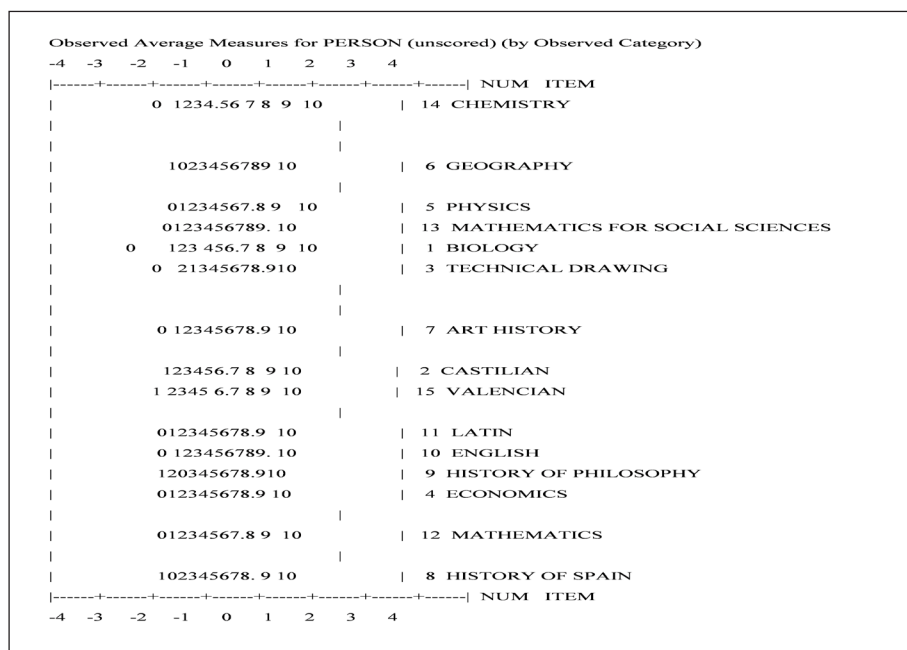 Observed Average Measures for PERSON (unscored) (by Observed Category)
-4 -3 -2 -1 0 1 2 3 4
|------+------+------+------+------+------+------+------| NUM ITEM
| 0 1234.56 7 8 9 10 | 14 CHEMISTRY
| |
| |
| 1023456789 10 | 6 GEOGRAPHY
| |
| 01234567.8 9 10 | 5 PHYSICS
| 0123456789. 10 | 13 MATHEMATICS FOR SOCIAL SCIENCES
| 0 123 456.7 8 9 10 | 1 BIOLOGY
| 0 21345678.910 | 3 TECHNICAL DRAWING
| |
| |
| 0 12345678.9 10 | 7 ART HISTORY
| |
| 123456.7 8 9 10 | 2 CASTILIAN
| 1 2345 6.7 8 9 10 | 15 VALENCIAN
| |
| 012345678.9 10 | 11 LATIN
| 0 123456789. 10 | 10 ENGLISH
| 120345678.910 | 9 HISTORY OF PHILOSOPHY
| 012345678.9 10 | 4 ECONOMICS
| |
| 01234567.8 9 10 | 12 MATHEMATICS
| |
| 102345678. 9 10 | 8 HISTORY OF SPAIN
|------+------+------+------+------+------+------+------| NUM ITEM
-4 -3 -2 -1 0 1 2 3 4